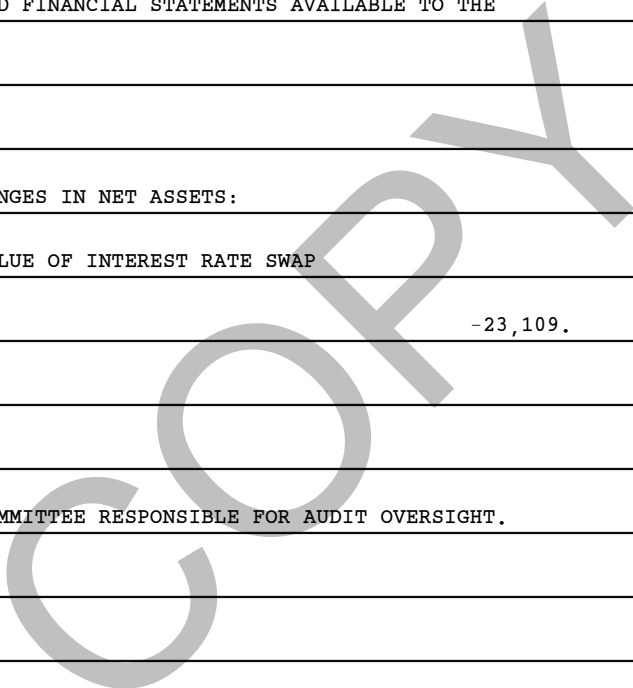 D FINANCIAL STATEMENTS AVAILABLE TO THE
NGES IN NET ASSETS:
LUE OF INTEREST RATE SWAP
-23,109.
MMITTEE RESPONSIBLE FOR AUDIT OVERSIGHT.
COPY